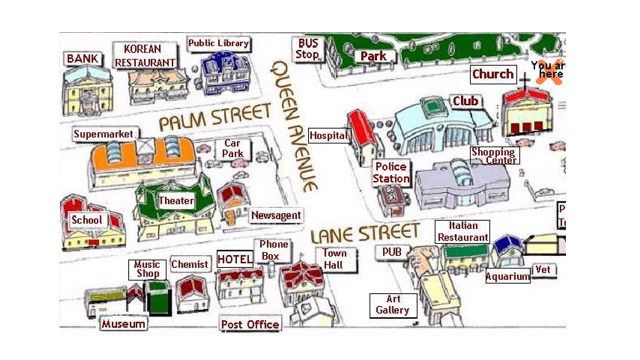 BANK
KOREAN
RESTAURANT
Public Library
BUS
Stop
Park
Church
You ar
here
PALM STREET
QUEEN AVENUE
Club
Hospital
Supermarket
Car
Park
Police
Station
Shopping
Center
School
Theater
Newsagent
LANE STREET
Italian
Restaurant
PUB
Music
Shop
Chemist
HOTEL
Phone
Box
Town
Hall
Aquarium
Vet
Museum
Post Office
Art
Gallery